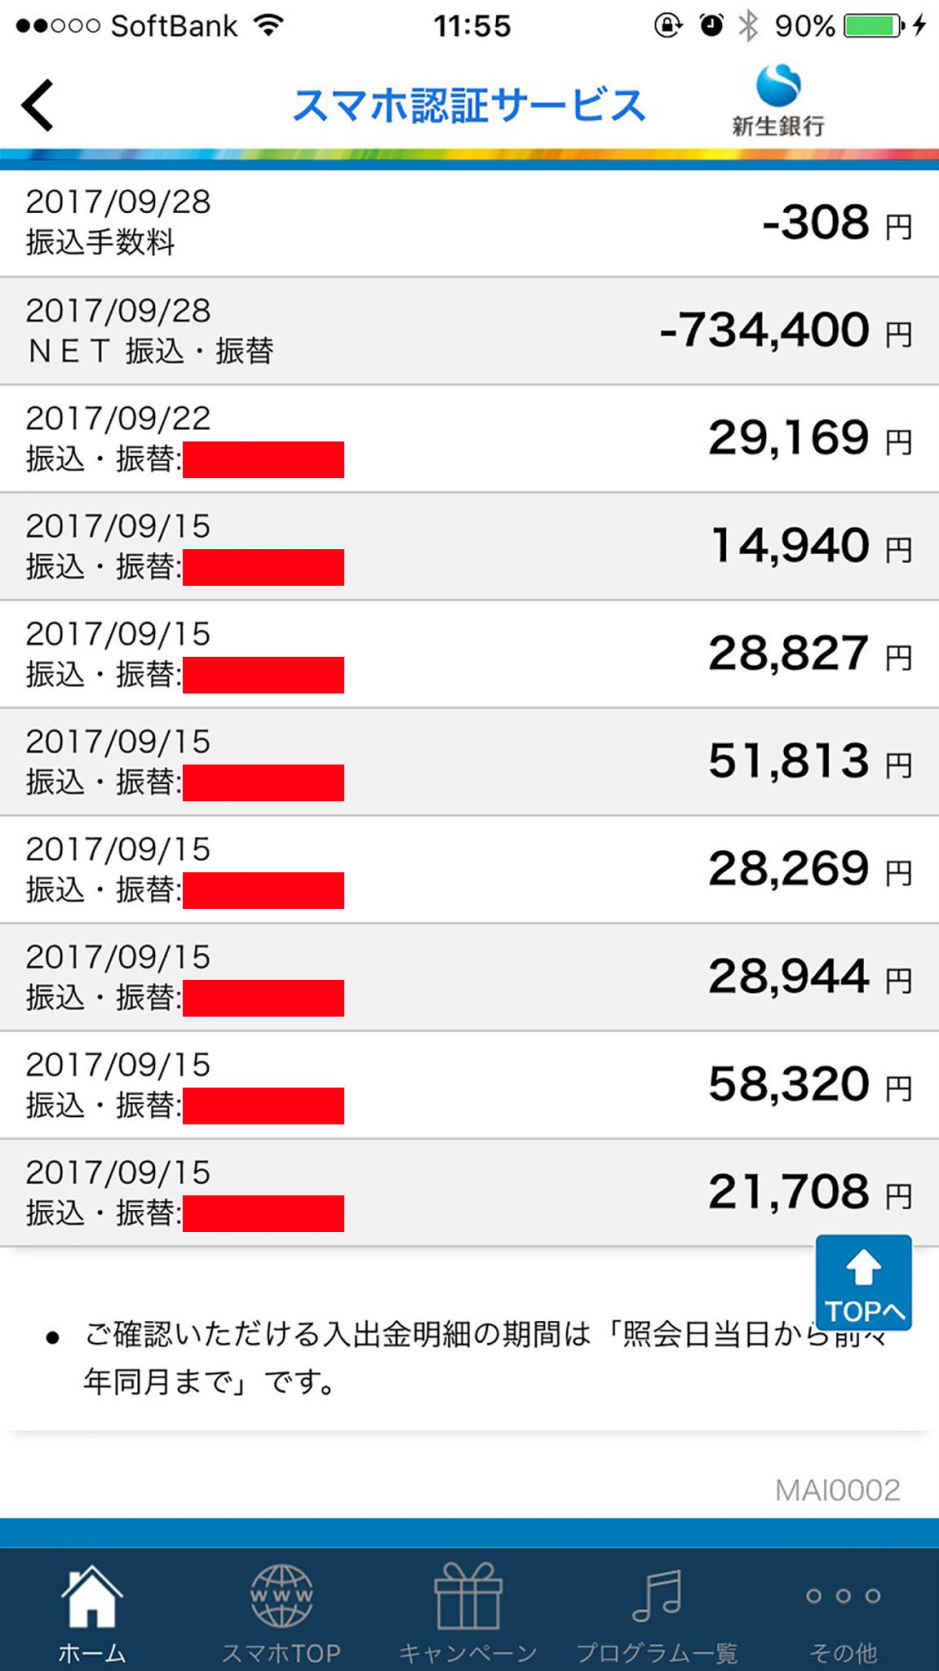 SoftBank 11:55 90%
スマホ認証サービス
新生銀行
2017/09/28
振込手数料
-308 円
2017/09/28
ＮＥＴ 振込・振替
-734,400 円
2017/09/22
振込・振替:
29,169 円
2017/09/15
振込・振替:
14,940 円
2017/09/15
振込・振替:
28,827 円
2017/09/15
振込・振替:
51,813 円
2017/09/15
振込・振替:
28,269 円
2017/09/15
振込・振替:
28,944 円
2017/09/15
振込・振替:
58,320 円
2017/09/15
振込・振替:
21,708 円
TOPへ
● ご確認いただける入出金明細の期間は「照会日当日から前々
年同月まで」です。
MAI0002
ホーム
www
スマホTOP
キャンペーン
プログラム一覧
その他